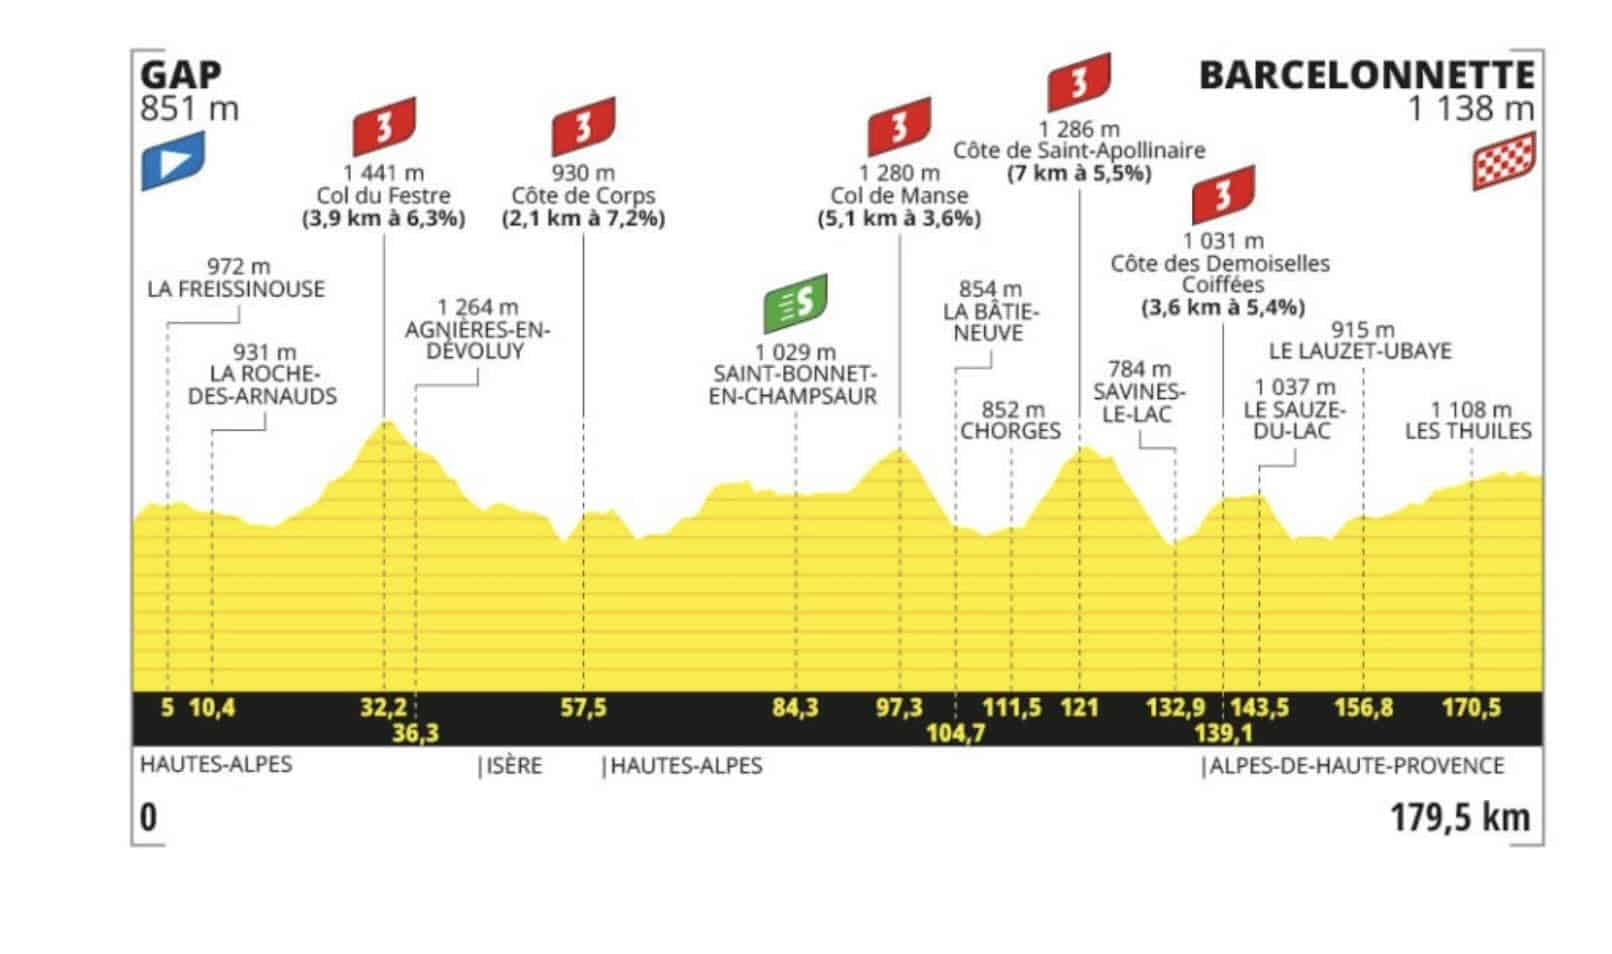 GAP
851 m
BARCELONNETTE
1 138 m
3
1 441 m
Col du Festre
(3,9 km à 6,3%)
3
930 m
Côte de Corps
(2,1 km à 7,2%)
3
1 280 m
Col de Manse
(5,1 km à 3,6%)
3
1 286 m
Côte de Saint-Apollinaire
(7 km à 5,5%)
3
1 031 m
Côte des Demoiselles
Coiffées
(3,6 km à 5,4%)
972 m
LA FREISSINOUSE
931 m
LA ROCHE-
DES-ARNAUDS
1 264 m
AGNIÈRES-EN-
DÉVOLUY
S
1 029 m
SAINT-BONNET-
EN-CHAMPSAUR
854 m
LA BÂTIE-
NEUVE
852 m
CHORGES
784 m
SAVINES-
LE-LAC
1 037 m
LE SAUZE-
DU-LAC
915 m
LE LAUZET-UBAYE
1 108 m
LES THUILES
5 10,4 32,2 57,5 84,3 97,3 111,5 121 132,9 143,5 156,8 170,5
36,3 104,7 139,1
HAUTES-ALPES |ISÈRE |HAUTES-ALPES |ALPES-DE-HAUTE-PROVENCE
0 179,5 km